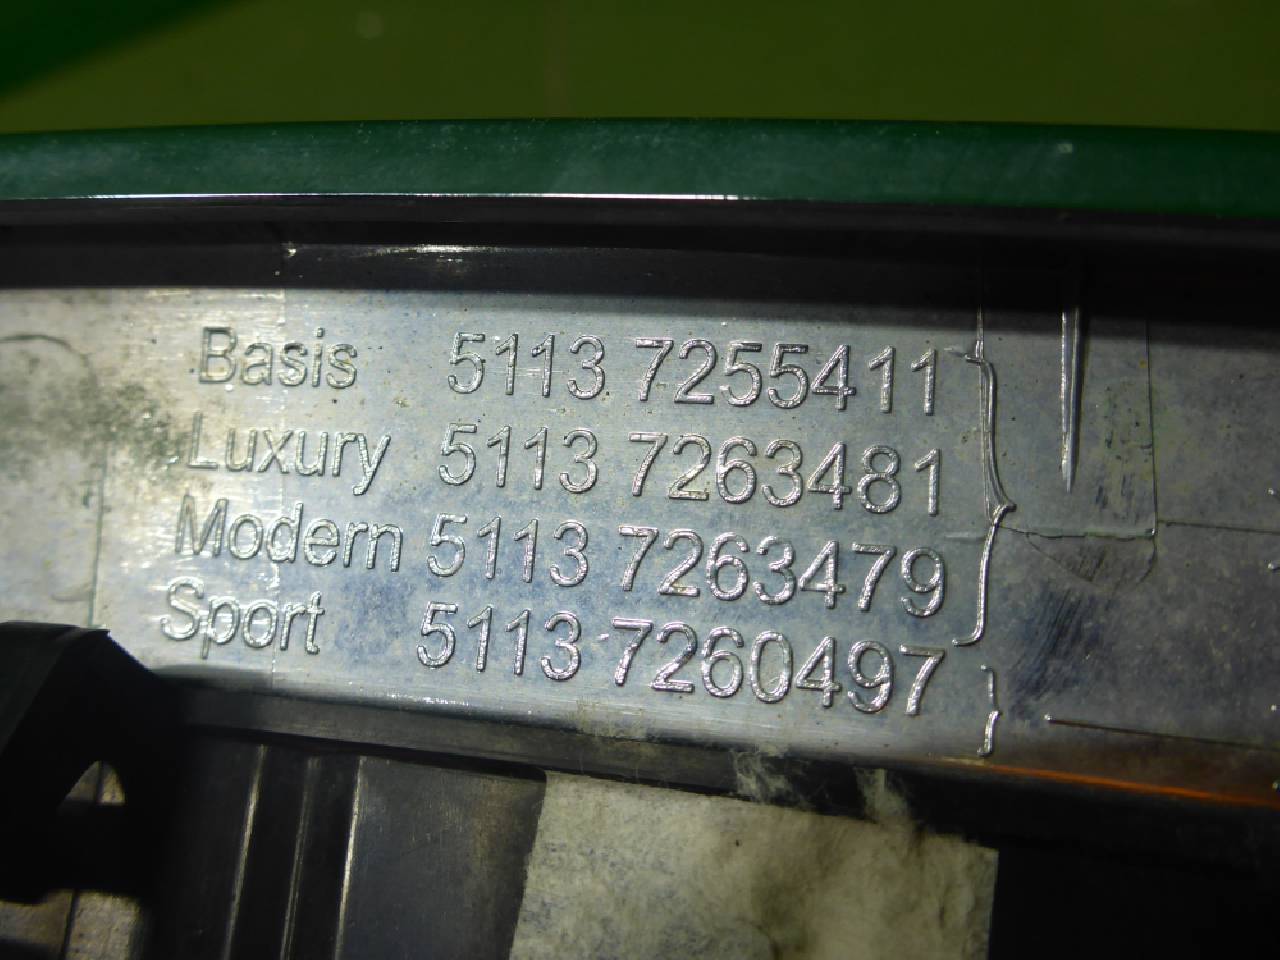 Basis 5113 7255411
Luxury 5113 7263481
Modern 5113 7263479
Sport 5113 7260497